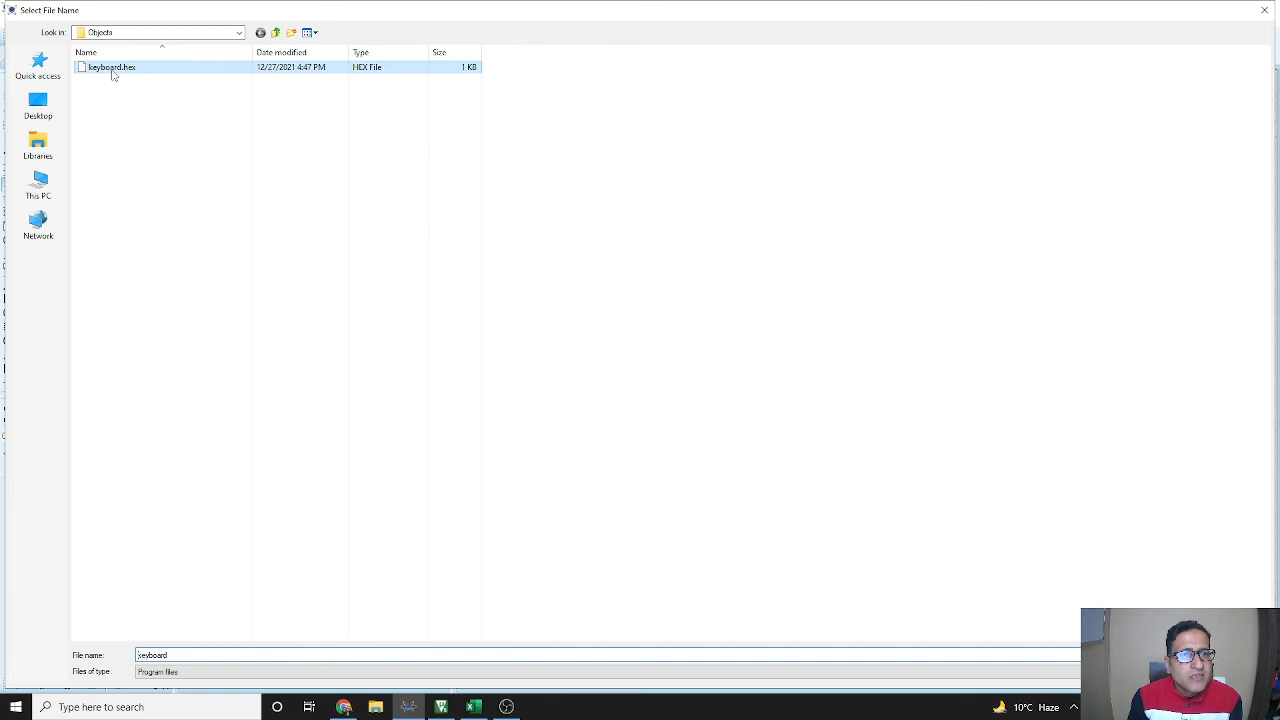 Select File Name
Look in: Objects
Name Date modified Type Size
keyboard.hex 12/27/2021 4:47 PM HEX File 1 KB
Quick access
Desktop
Libraries
This PC
Network
File name: keyboard
Files of type: Program files
Type here to search
10°C Haze